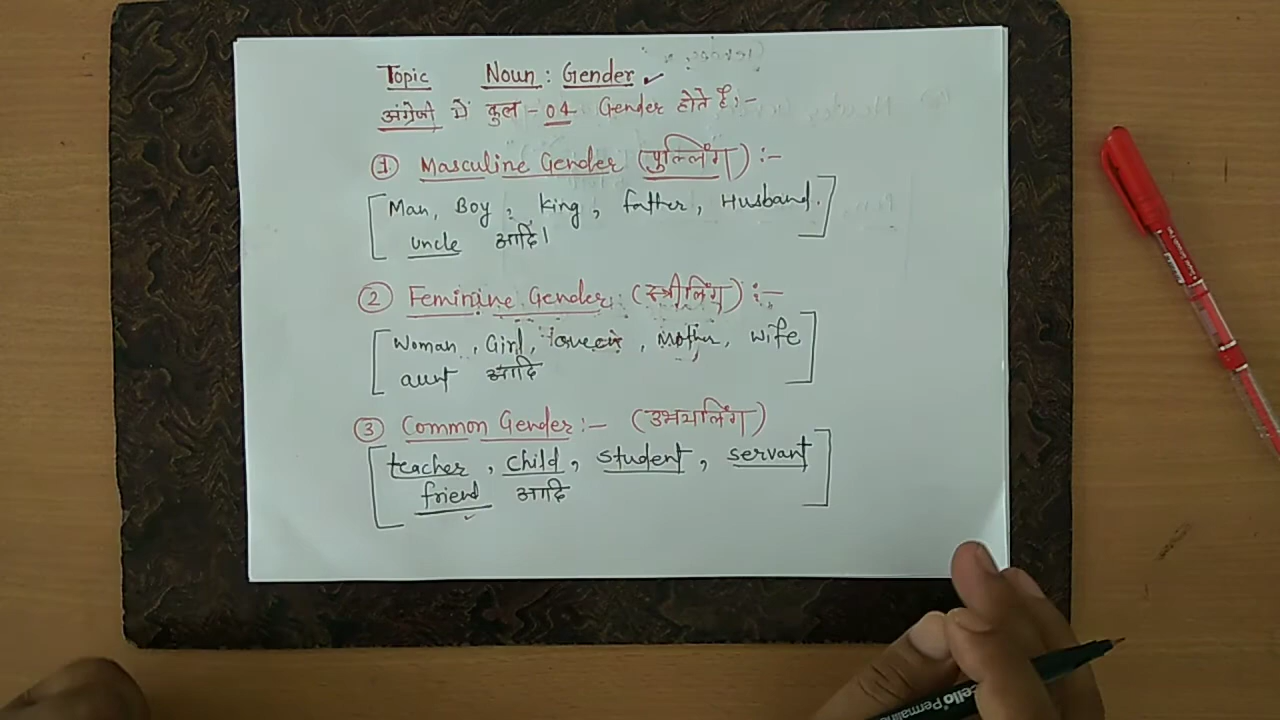 Topic Noun : Gender ✓
अंग्रेजी में कुल - 04 Gender होते हैं :-
① Masculine Gender (पुल्लिंग) :-
Man, Boy, King, father, Husband.
uncle आदि।
② Feminine Gender: (स्त्रीलिंग) :-
Woman, Girl, , Mother, wife
aunt आदि
③ Common Gender :- (उभयलिंग)
teacher, child, student, servant
friend आदि
cello